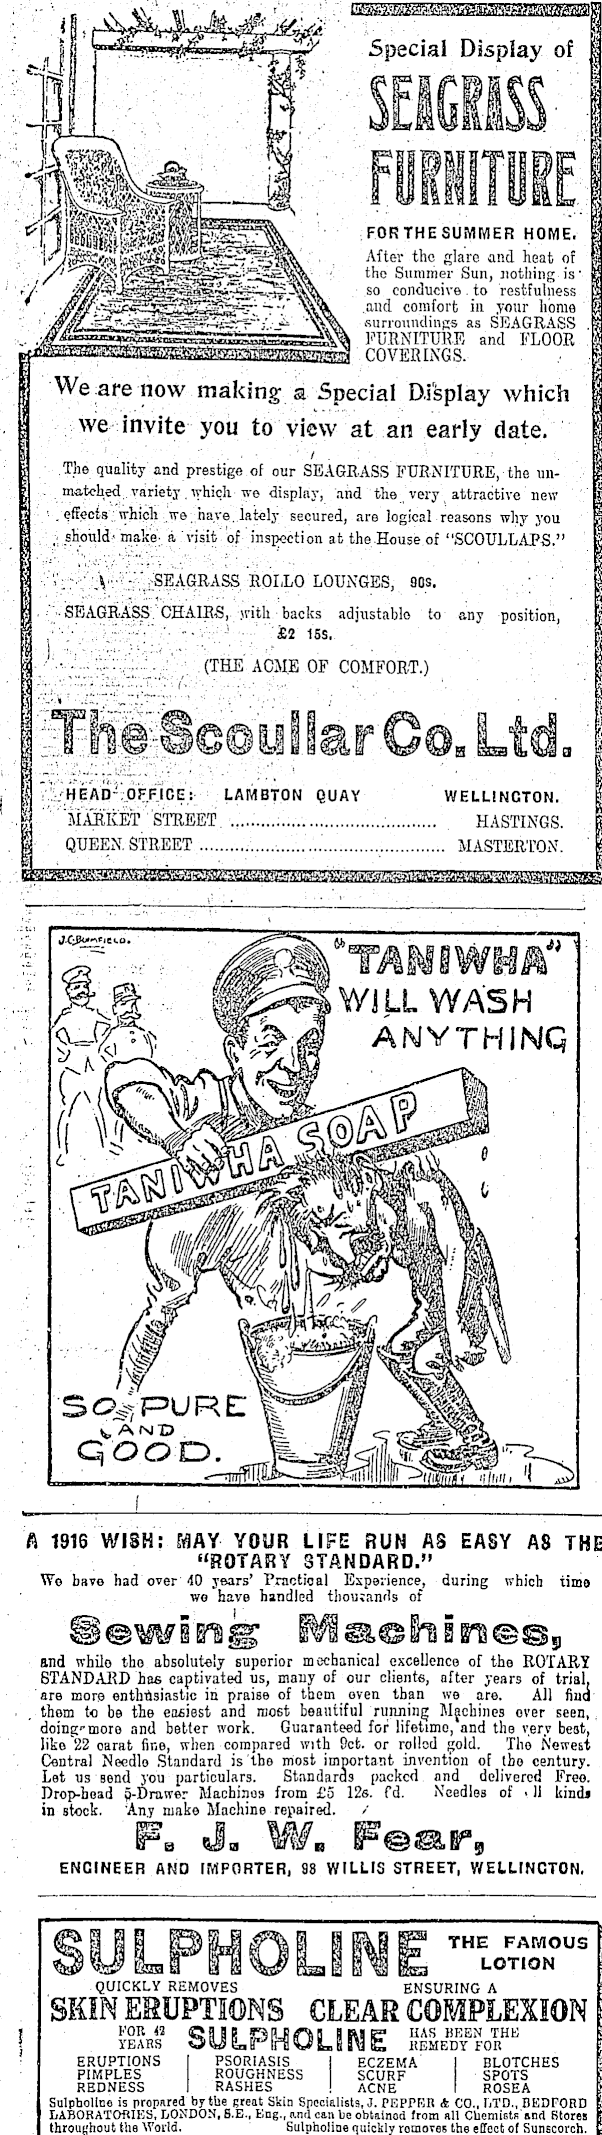 Special Display of
SEAGRASS
FURNITURE
FOR THE SUMMER HOME.
After the glare and heat of
the Summer Sun, nothing is
so conducive to restfulness
and comfort in your home
surroundings as SEAGRASS
FURNITURE and FLOOR
COVERINGS.
We are now making a Special Display which
we invite you to view at an early date.
The quality and prestige of our SEAGRASS FURNITURE, the un-
matched variety which we display, and the very attractive new
effects which we have lately secured, are logical reasons why you
should make a visit of inspection at the House of "SCOULLAPS."
SEAGRASS ROLLO LOUNGES, 90s.
SEAGRASS CHAIRS, with backs adjustable to any position,
£2 15s.
(THE ACME OF COMFORT.)
The Scoullar Co. Ltd.
HEAD OFFICE: LAMBTON QUAY WELLINGTON.
MARKET STREET ........................................ HASTINGS.
QUEEN STREET ............................................... MASTERTON.
J.C. BLOMFIELD.
"TANIWHA"
WILL WASH
ANYTHING
TANIWHA SOAP
SO PURE
AND
GOOD.
A 1916 WISH: MAY YOUR LIFE RUN AS EASY AS THE
"ROTARY STANDARD."
We have had over 40 years' Practical Experience, during which time
we have handled thousands of
Sewing Machines,
and while the absolutely superior mechanical excellence of the ROTARY
STANDARD has captivated us, many of our clients, after years of trial,
are more enthusiastic in praise of them even than we are. All find
them to be the easiest and most beautiful running Machines ever seen,
doing more and better work. Guaranteed for lifetime, and the very best,
like 22 carat fine, when compared with 9ct. or rolled gold. The Newest
Central Needle Standard is the most important invention of the century.
Let us send you particulars. Standards packed and delivered Free.
Drop-head 5-Drawer Machines from £5 12s. Needles of all kinds
in stock. Any make Machine repaired.
F. J. W. Fear,
ENGINEER AND IMPORTER, 98 WILLIS STREET, WELLINGTON.
SULPHOLINE THE FAMOUS
LOTION
QUICKLY REMOVES ENSURING A
SKIN ERUPTIONS CLEAR COMPLEXION
FOR 42 YEARS SULPHOLINE HAS BEEN THE REMEDY FOR
ERUPTIONS PSORIASIS ECZEMA BLOTCHES
PIMPLES ROUGHNESS SCURF SPOTS
REDNESS RASHES ACNE ROSEA
Sulpholine is prepared by the great Skin Specialists, J. PEPPER & CO., LTD., BEDFORD
LABORATORIES, LONDON, S.E., Eng., and can be obtained from all Chemists and Stores
throughout the World. Sulpholine quickly removes the effect of Sunscorch.